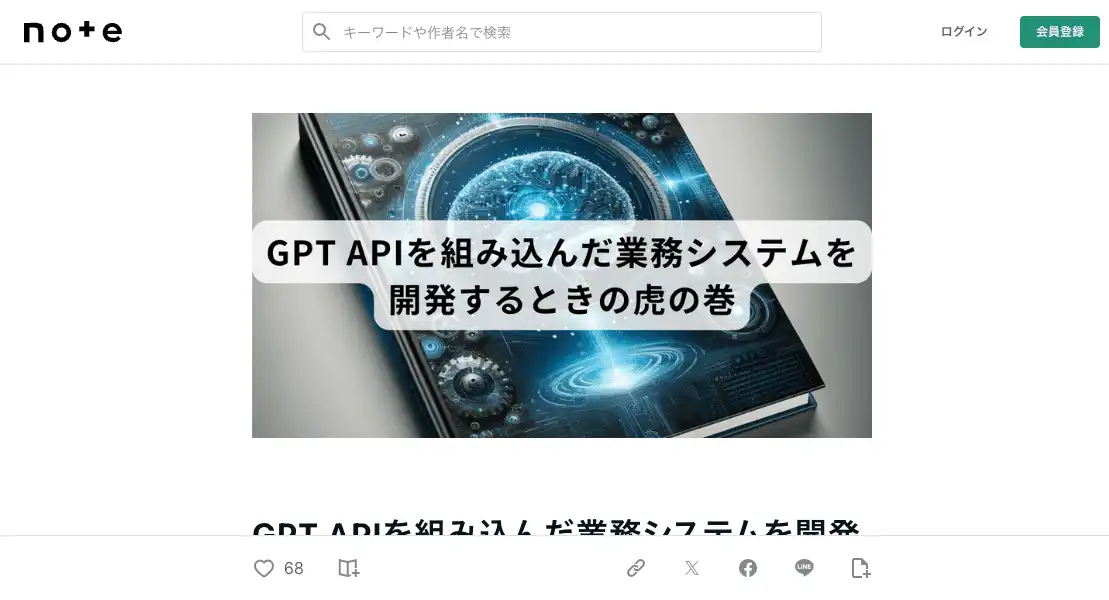 note
キーワードや作者名で検索
ログイン
会員登録
GPT APIを組み込んだ業務システムを
開発するときの虎の巻
GPT APIを組み込んだ業務システムを開発
68
LINE